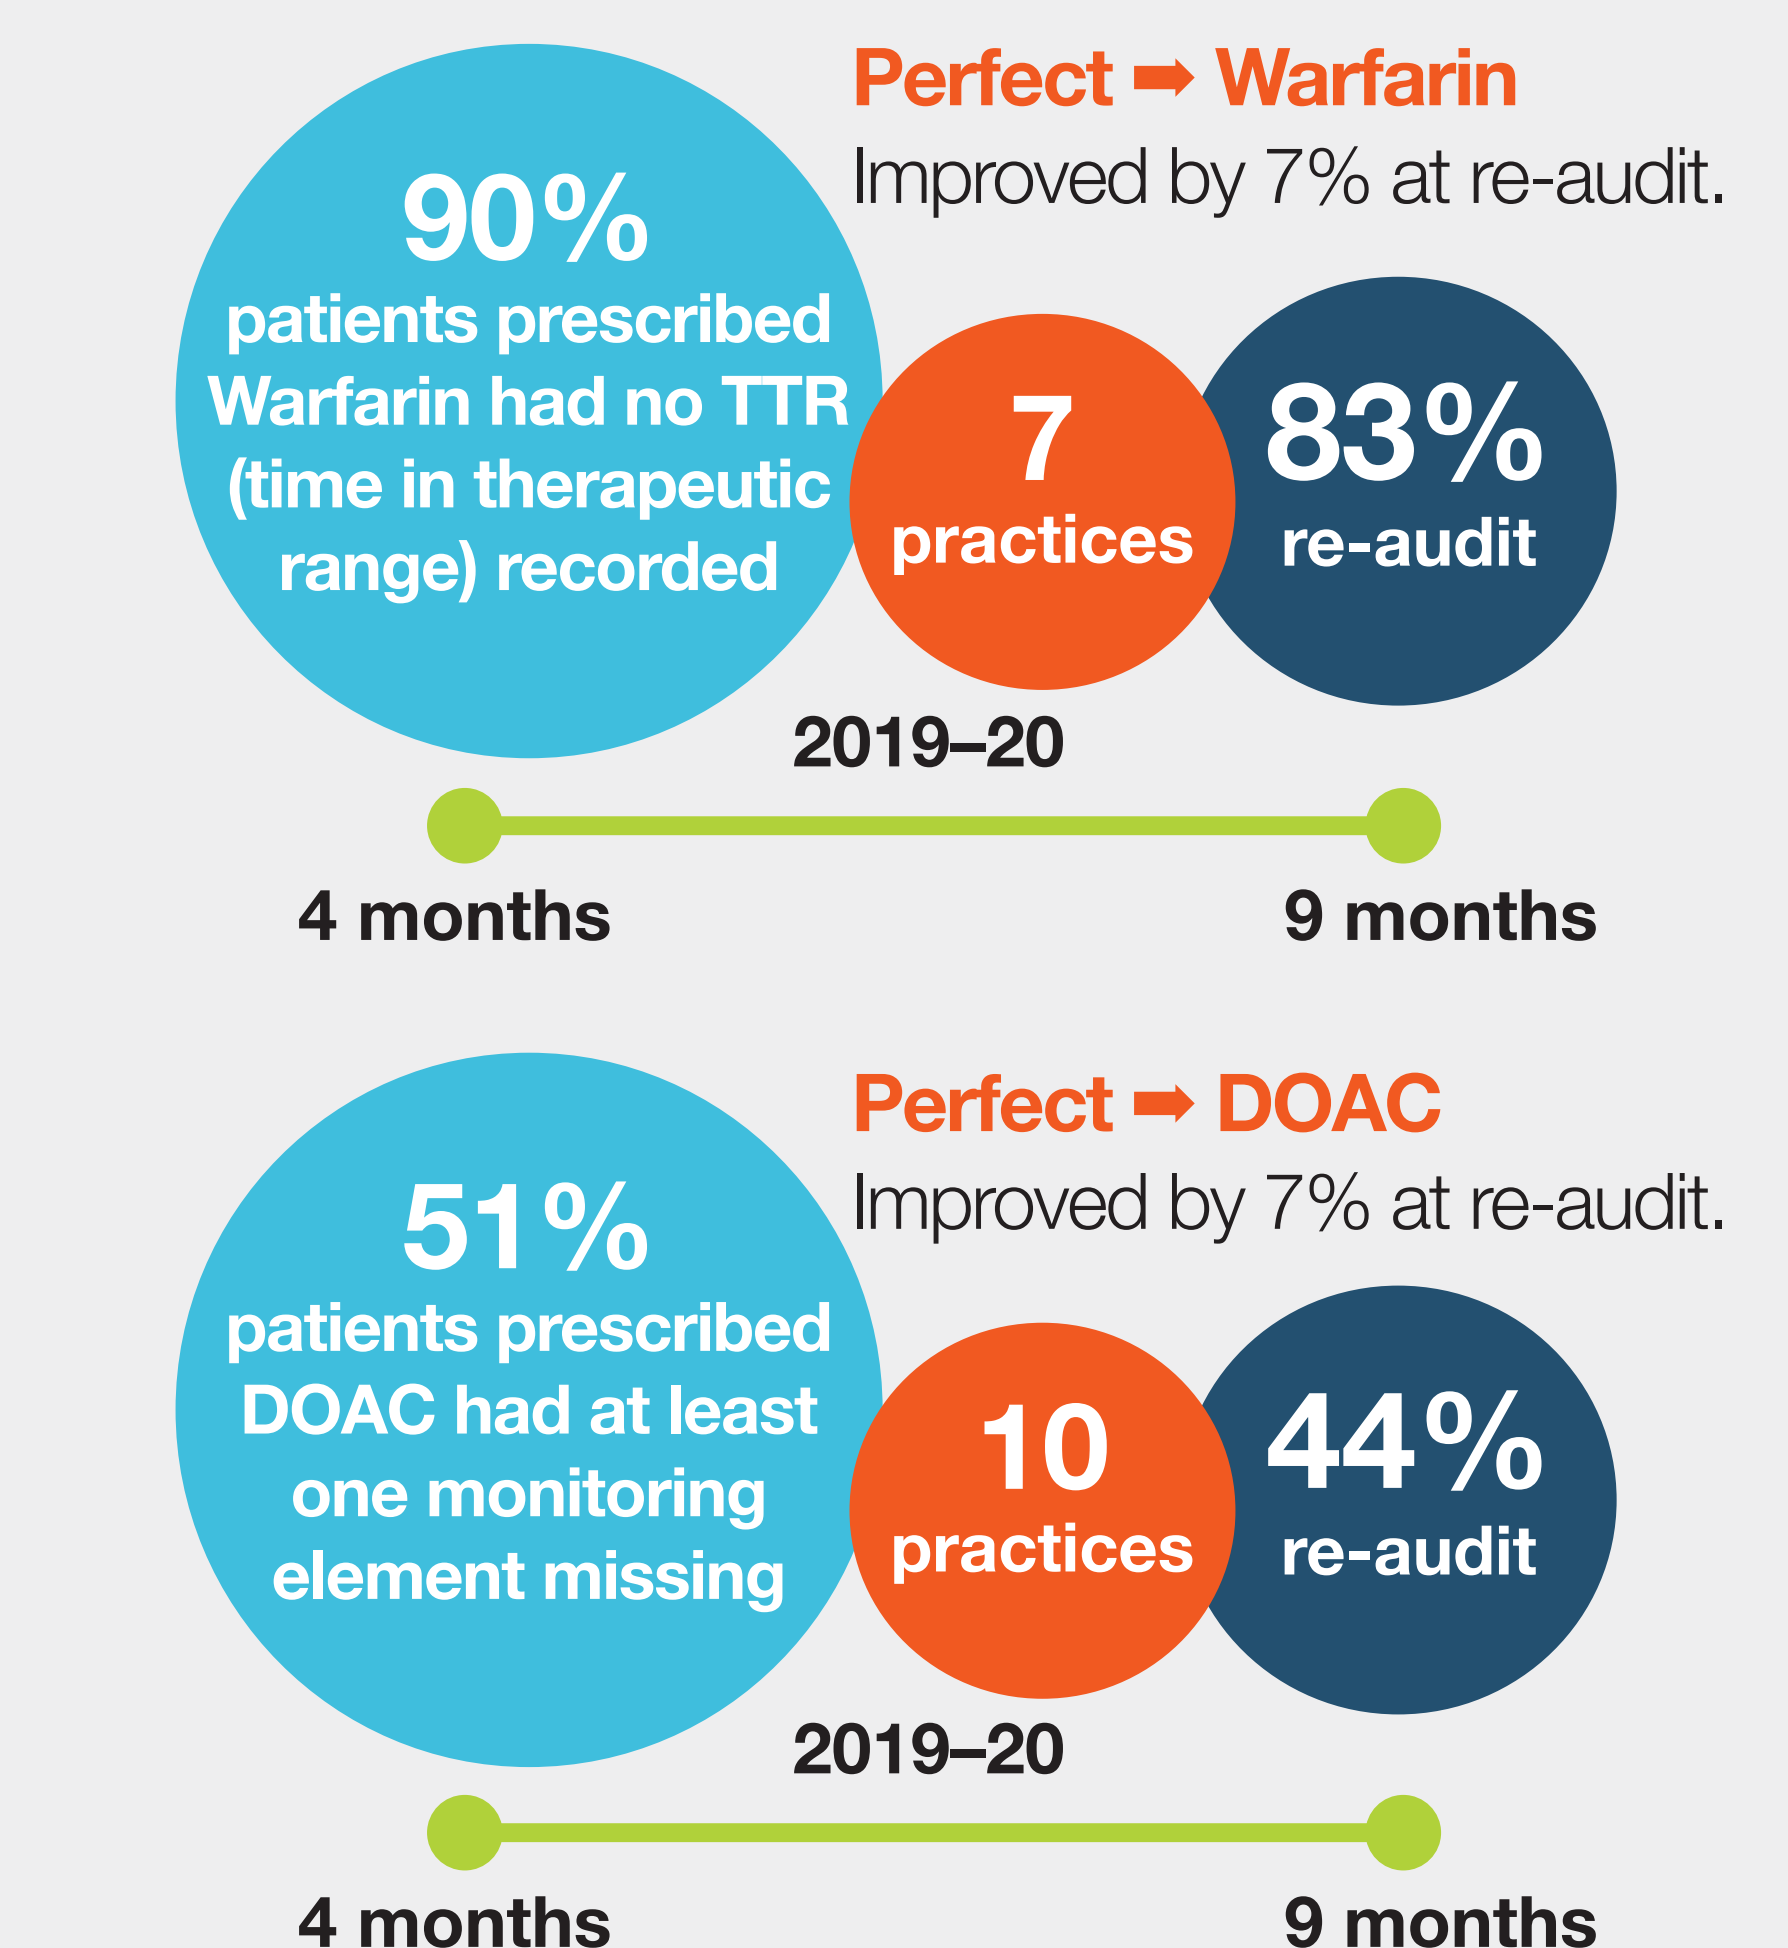 Perfect ➡ Warfarin
Improved by 7% at re-audit.
90%
patients prescribed
Warfarin had no TTR
(time in therapeutic
range) recorded
7
practices
83%
re-audit
2019–20
4 months
9 months
Perfect ➡ DOAC
Improved by 7% at re-audit.
51%
patients prescribed
DOAC had at least
one monitoring
element missing
10
practices
44%
re-audit
2019–20
4 months
9 months